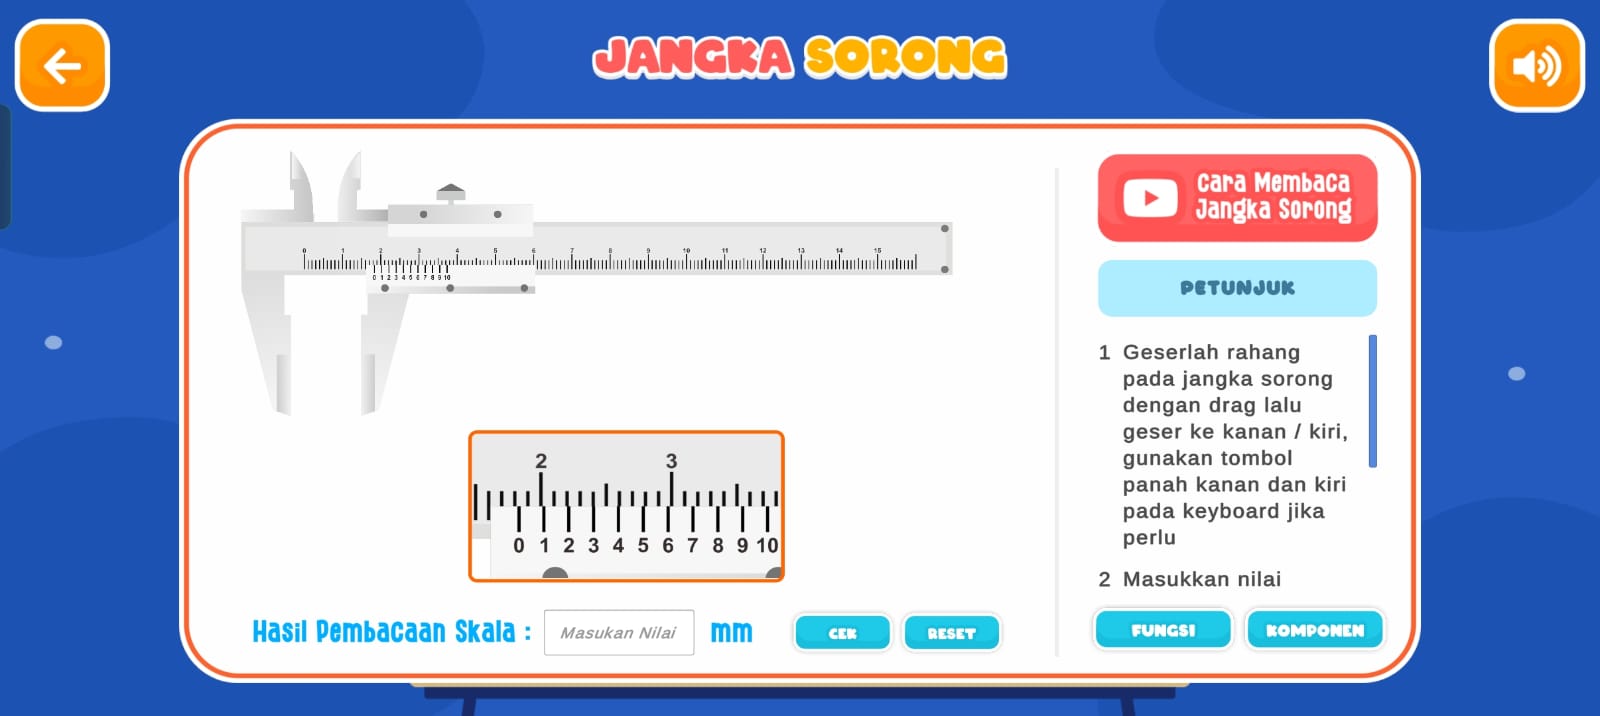 JANGKA SORONG
0 1 2 3 4 5 6 7 8 9 10 11 12 13 14 15
0 1 2 3 4 5 6 7 8 9 10
2 3
0 1 2 3 4 5 6 7 8 9 10
Hasil Pembacaan Skala : Masukan Nilai mm
CEK RESET
Cara Membaca
Jangka Sorong
PETUNJUK
1 Geserlah rahang
pada jangka sorong
dengan drag lalu
geser ke kanan / kiri,
gunakan tombol
panah kanan dan kiri
pada keyboard jika
perlu
2 Masukkan nilai
FUNGSI KOMPONEN